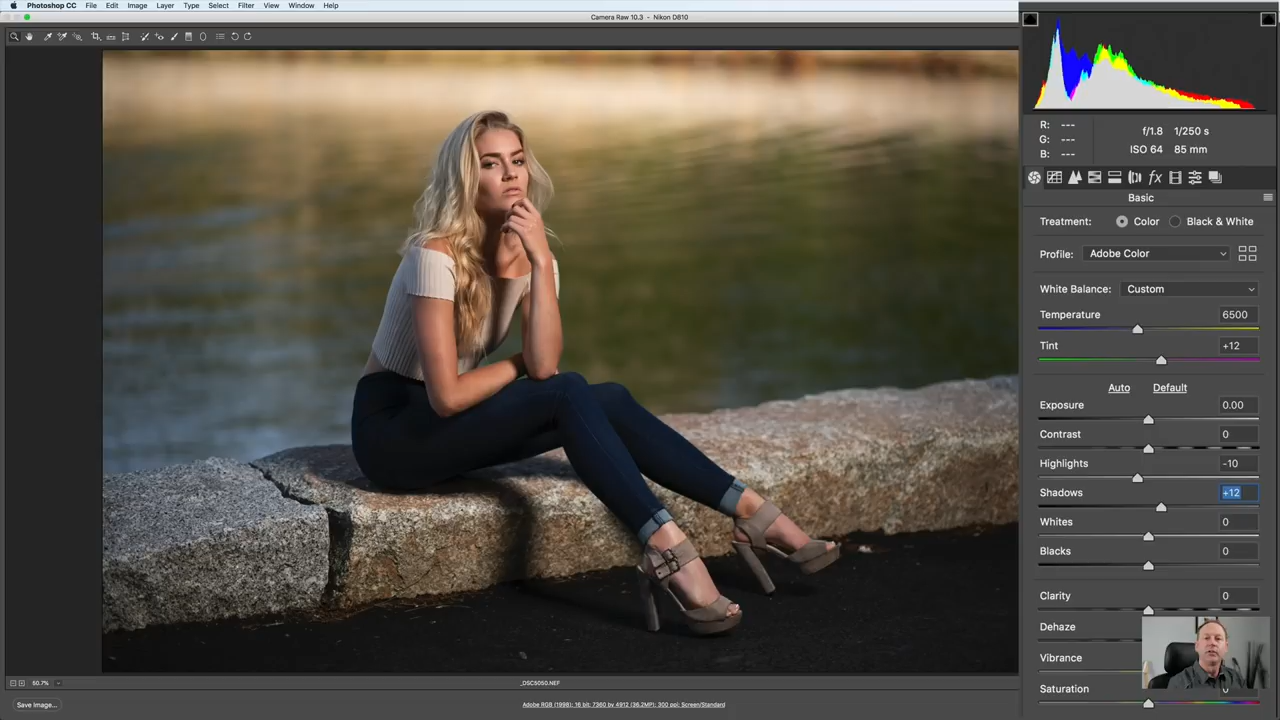 Photoshop CC File Edit Image Layer Type Select Filter View Window Help
Camera Raw 10.3 - Nikon D810
R: ---
G: ---
B: ---
f/1.8 1/250 s
ISO 64 85 mm
fx
Basic
Treatment: Color Black & White
Profile: Adobe Color
White Balance: Custom
Temperature 6500
Tint +12
Auto Default
Exposure 0.00
Contrast 0
Highlights -10
Shadows +12
Whites 0
Blacks 0
Clarity 0
Dehaze
Vibrance
Saturation
50.7% _DSC5050.NEF
Save Image... Adobe RGB (1998); 16 bit; 7360 by 4912 (36.2MP); 300 ppi; Screen/Standard